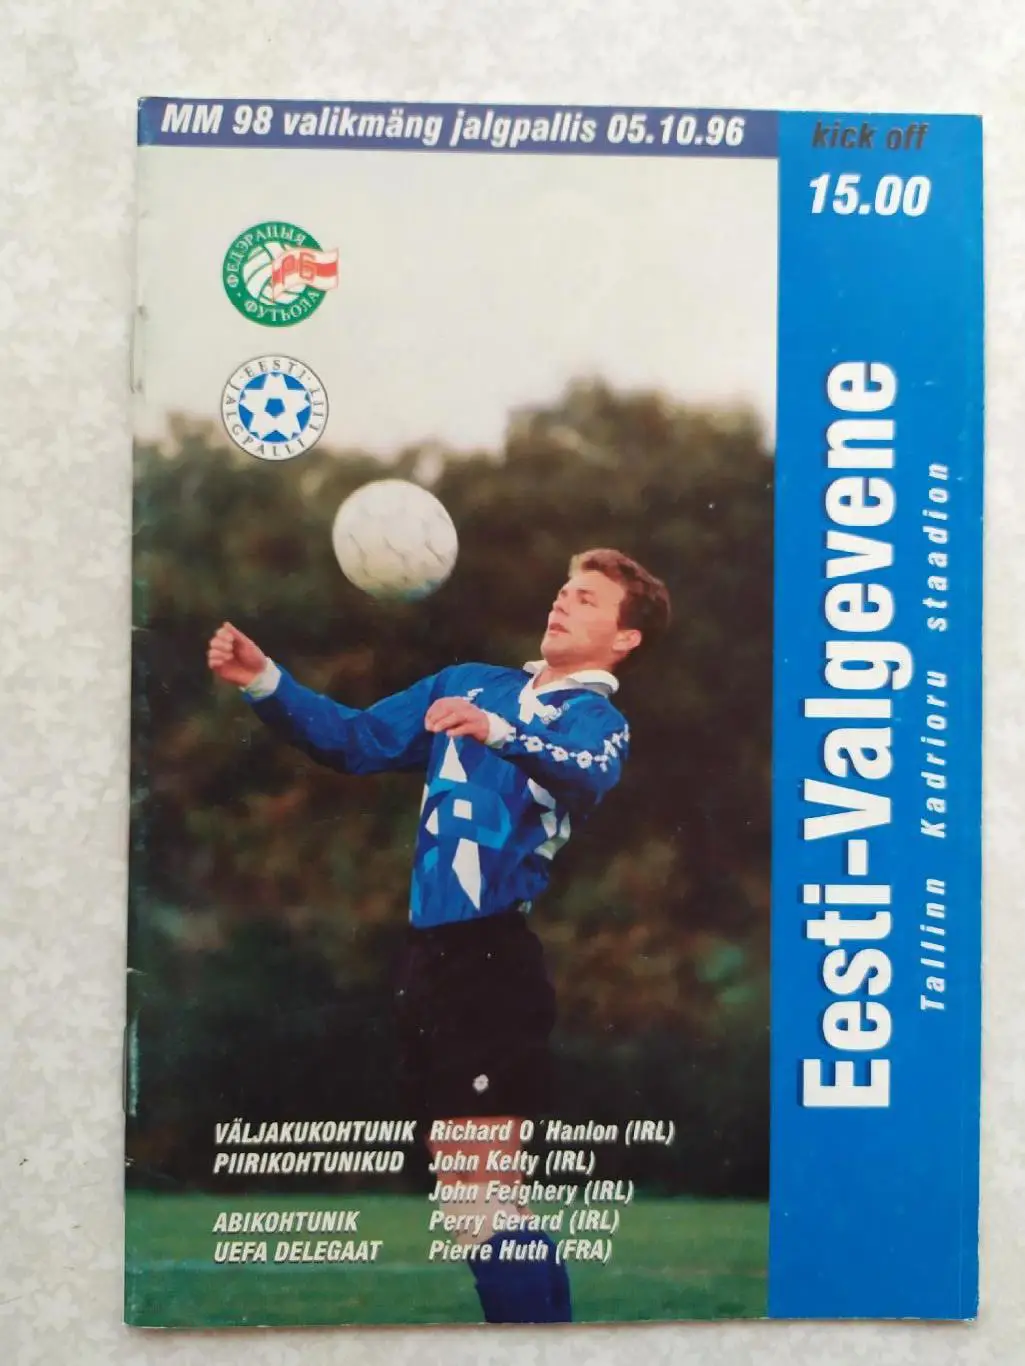 MM 98 valikmäng jalgpallis 05.10.96
kick off
15.00
ФЕДЭРАЦЫЯ
РБ
ФУТБОЛА
EESTI
JALGPALLI LIIT
Eesti-Valgevene
Tallinn Kadrioru staadion
VÄLJAKUKOHTUNIK Richard O´Hanlon (IRL)
PIIRIKOHTUNIKUD John Kelty (IRL)
John Feighery (IRL)
ABIKOHTUNIK Perry Gerard (IRL)
UEFA DELEGAAT Pierre Huth (FRA)